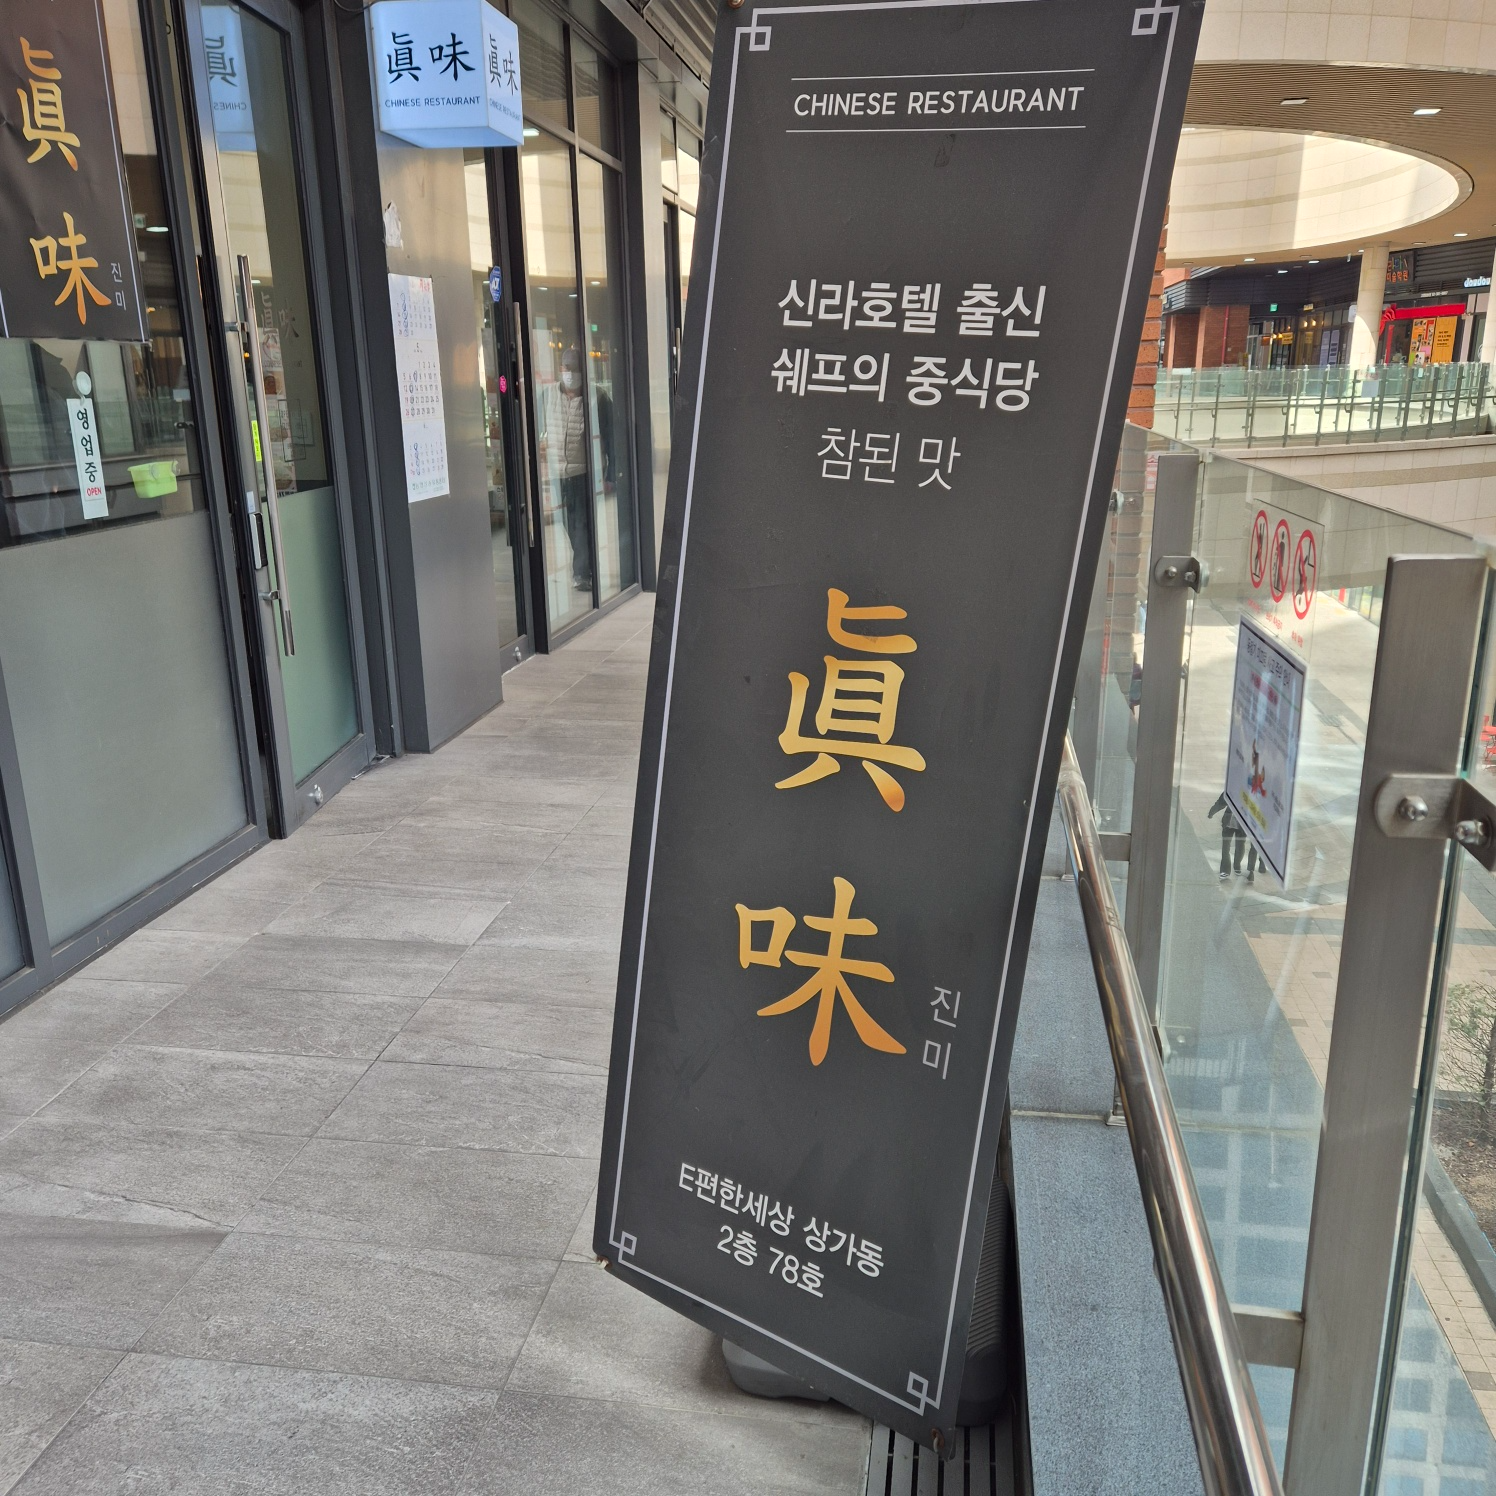 眞
味
진
미
영
업
중
OPEN
眞味
CHINESE RESTAURANT
眞味
CHINESE RESTAURANT
신라호텔 출신
쉐프의 중식당
참된 맛
眞
味
진
미
E편한세상 상가동
2층 78호